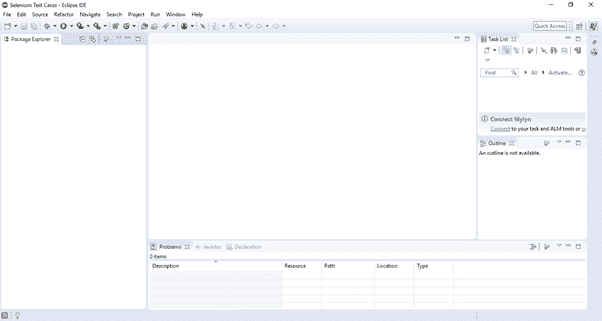 Selenium Test Cases - Eclipse IDE
File Edit Source Refactor Navigate Search Project Run Window Help
Quick Access
Package Explorer
Task List
Find All Activate...
Connect Mylyn
Connect to your task and ALM tools or
Outline
An outline is not available.
Problems Javadoc Declaration
0 items
Description Resource Path Location Type